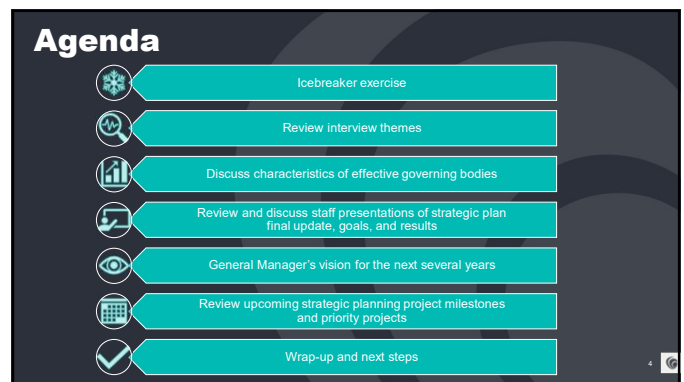 Agenda
Icebreaker exercise
Review interview themes
Discuss characteristics of effective governing bodies
Review and discuss staff presentations of strategic plan
final update, goals, and results
General Manager’s vision for the next several years
Review upcoming strategic planning project milestones
and priority projects
Wrap-up and next steps
4